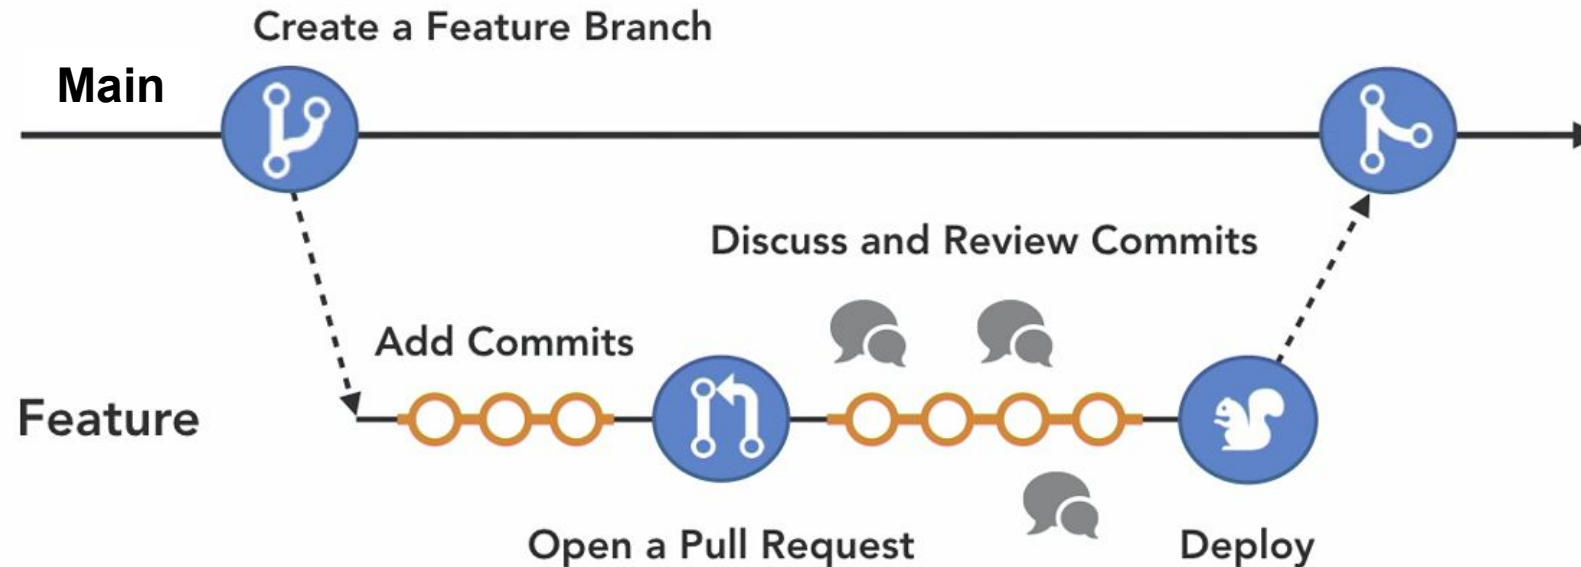 Create a Feature Branch
Main
Discuss and Review Commits
Add Commits
Feature
Open a Pull Request
Deploy